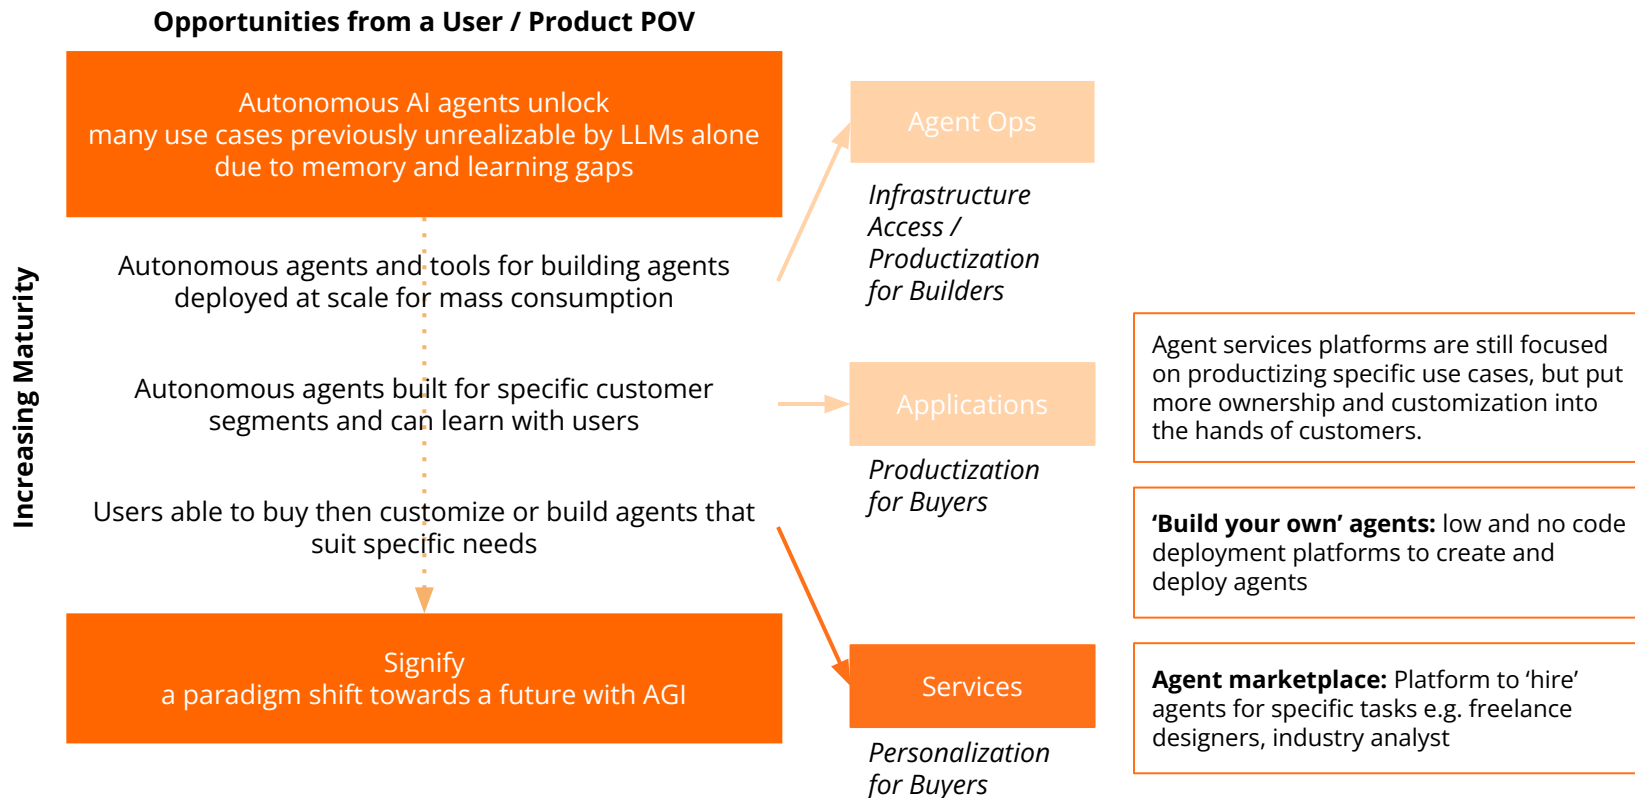 Opportunities from a User / Product POV
Increasing Maturity
Autonomous AI agents unlock
many use cases previously unrealizable by LLMs alone
due to memory and learning gaps
Autonomous agents and tools for building agents
deployed at scale for mass consumption
Autonomous agents built for specific customer
segments and can learn with users
Users able to buy then customize or build agents that
suit specific needs
Signify
a paradigm shift towards a future with AGI
Agent Ops
Infrastructure
Access /
Productization
for Builders
Applications
Productization
for Buyers
Services
Personalization
for Buyers
Agent services platforms are still focused
on productizing specific use cases, but put
more ownership and customization into
the hands of customers.
‘Build your own’ agents: low and no code
deployment platforms to create and
deploy agents
Agent marketplace: Platform to ‘hire’
agents for specific tasks e.g. freelance
designers, industry analyst